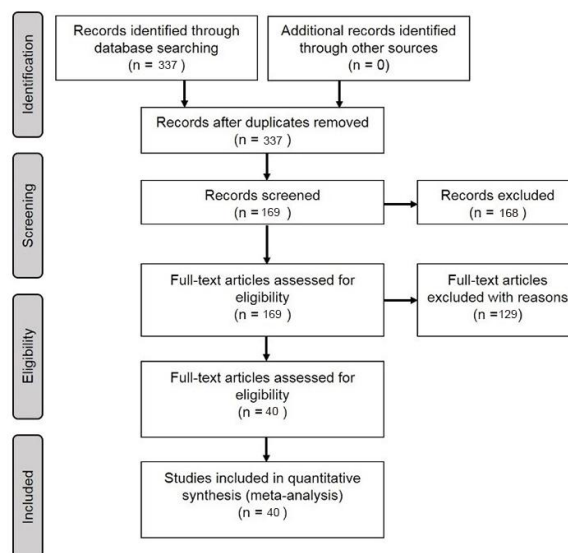 Identification
Records identified through
database searching
(n = 337)
Additional records identified
through other sources
(n = 0)
Records after duplicates removed
(n = 337 )
Screening
Records screened
(n = 169 )
Records excluded
(n = 168)
Full-text articles assessed for
eligibility
(n = 169 )
Full-text articles
excluded with reasons
(n =129)
Eligibility
Full-text articles assessed for
eligibility
(n = 40 )
Included
Studies included in quantitative
synthesis (meta-analysis)
(n = 40 )